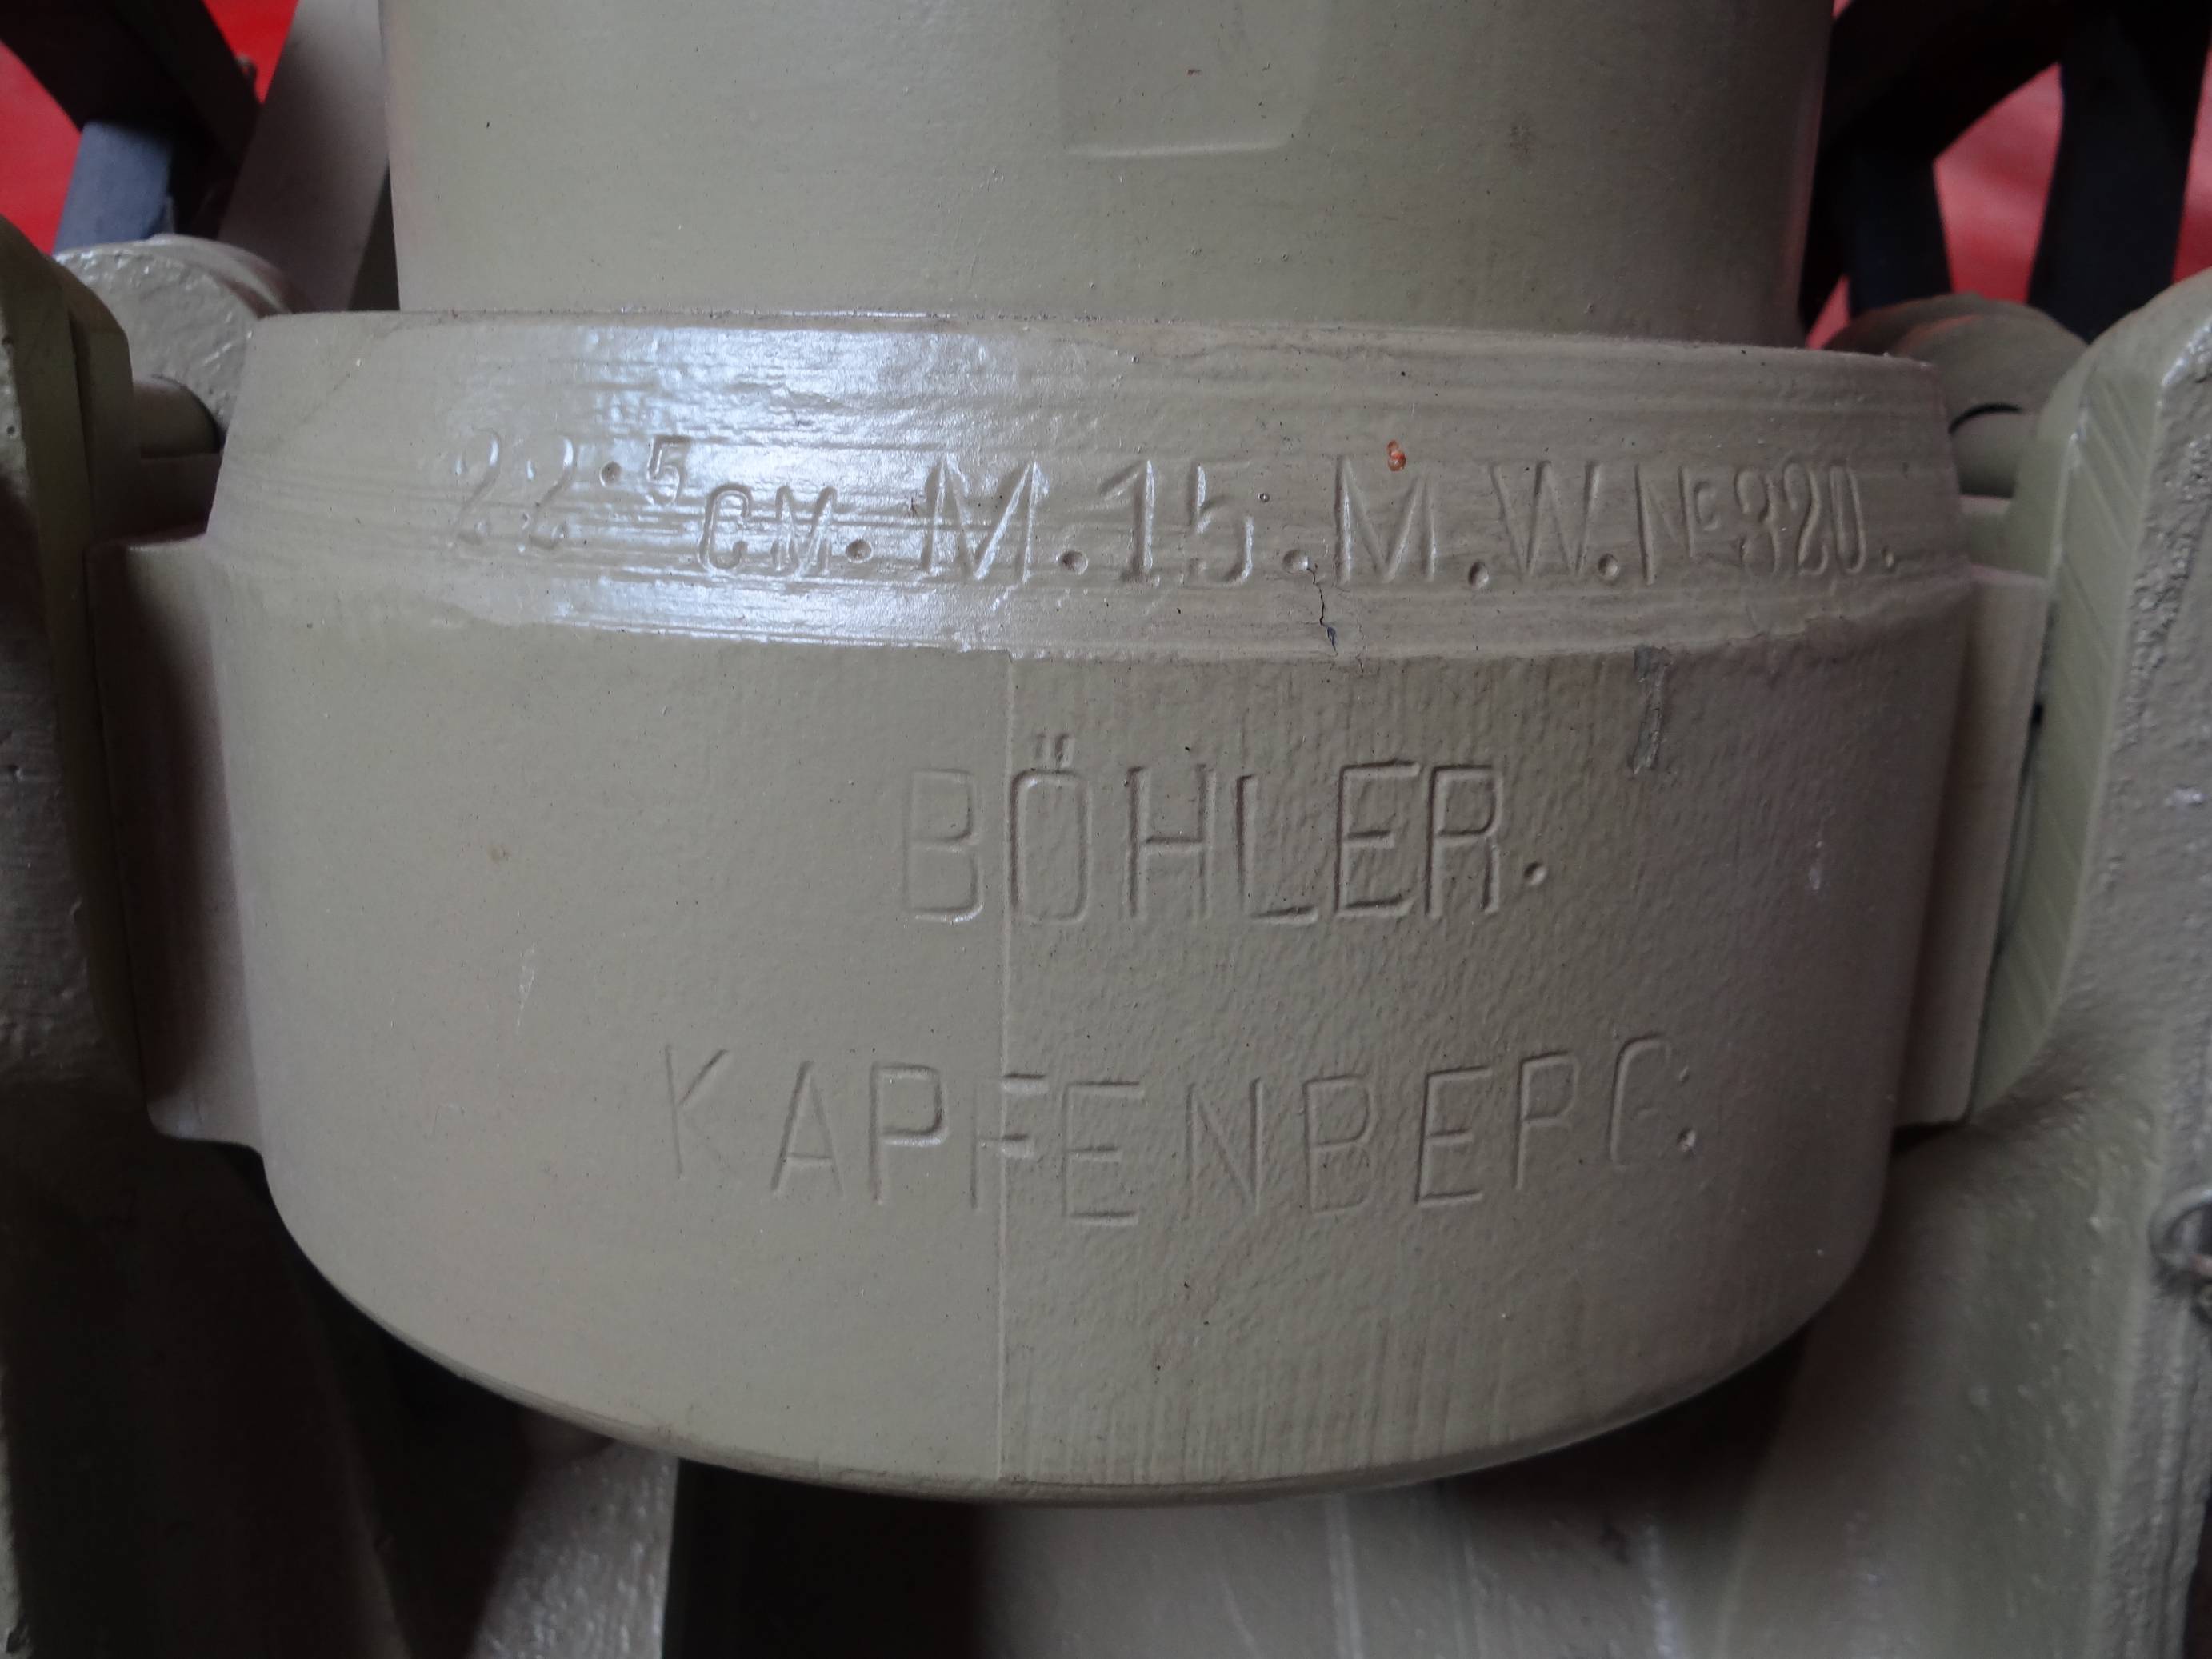 22.5 CM. M. 15. M. W. No 320.
BÖHLER.
KAPFENBERG.